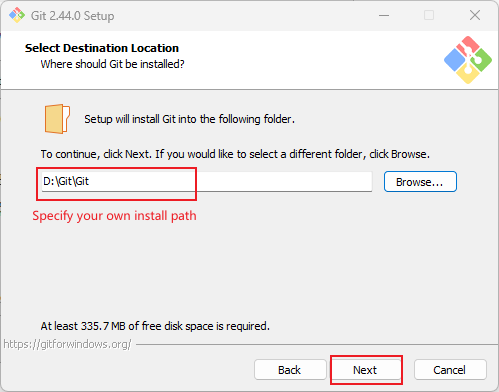 Git 2.44.0 Setup
Select Destination Location
Where should Git be installed?
Setup will install Git into the following folder.
To continue, click Next. If you would like to select a different folder, click Browse.
D:\Git\Git
Browse...
Specify your own install path
At least 335.7 MB of free disk space is required.
https://gitforwindows.org/
Back
Next
Cancel